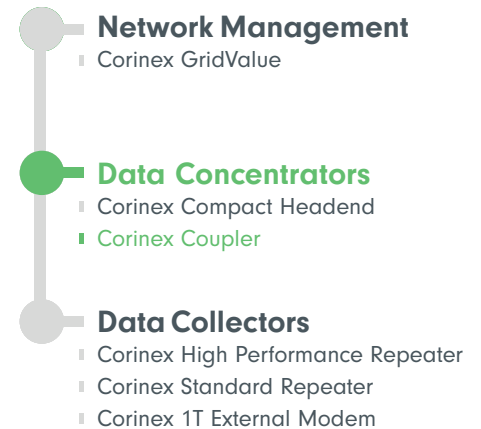 Network Management
Corinex GridValue
Data Concentrators
Corinex Compact Headend
Corinex Coupler
Data Collectors
Corinex High Performance Repeater
Corinex Standard Repeater
Corinex 1T External Modem